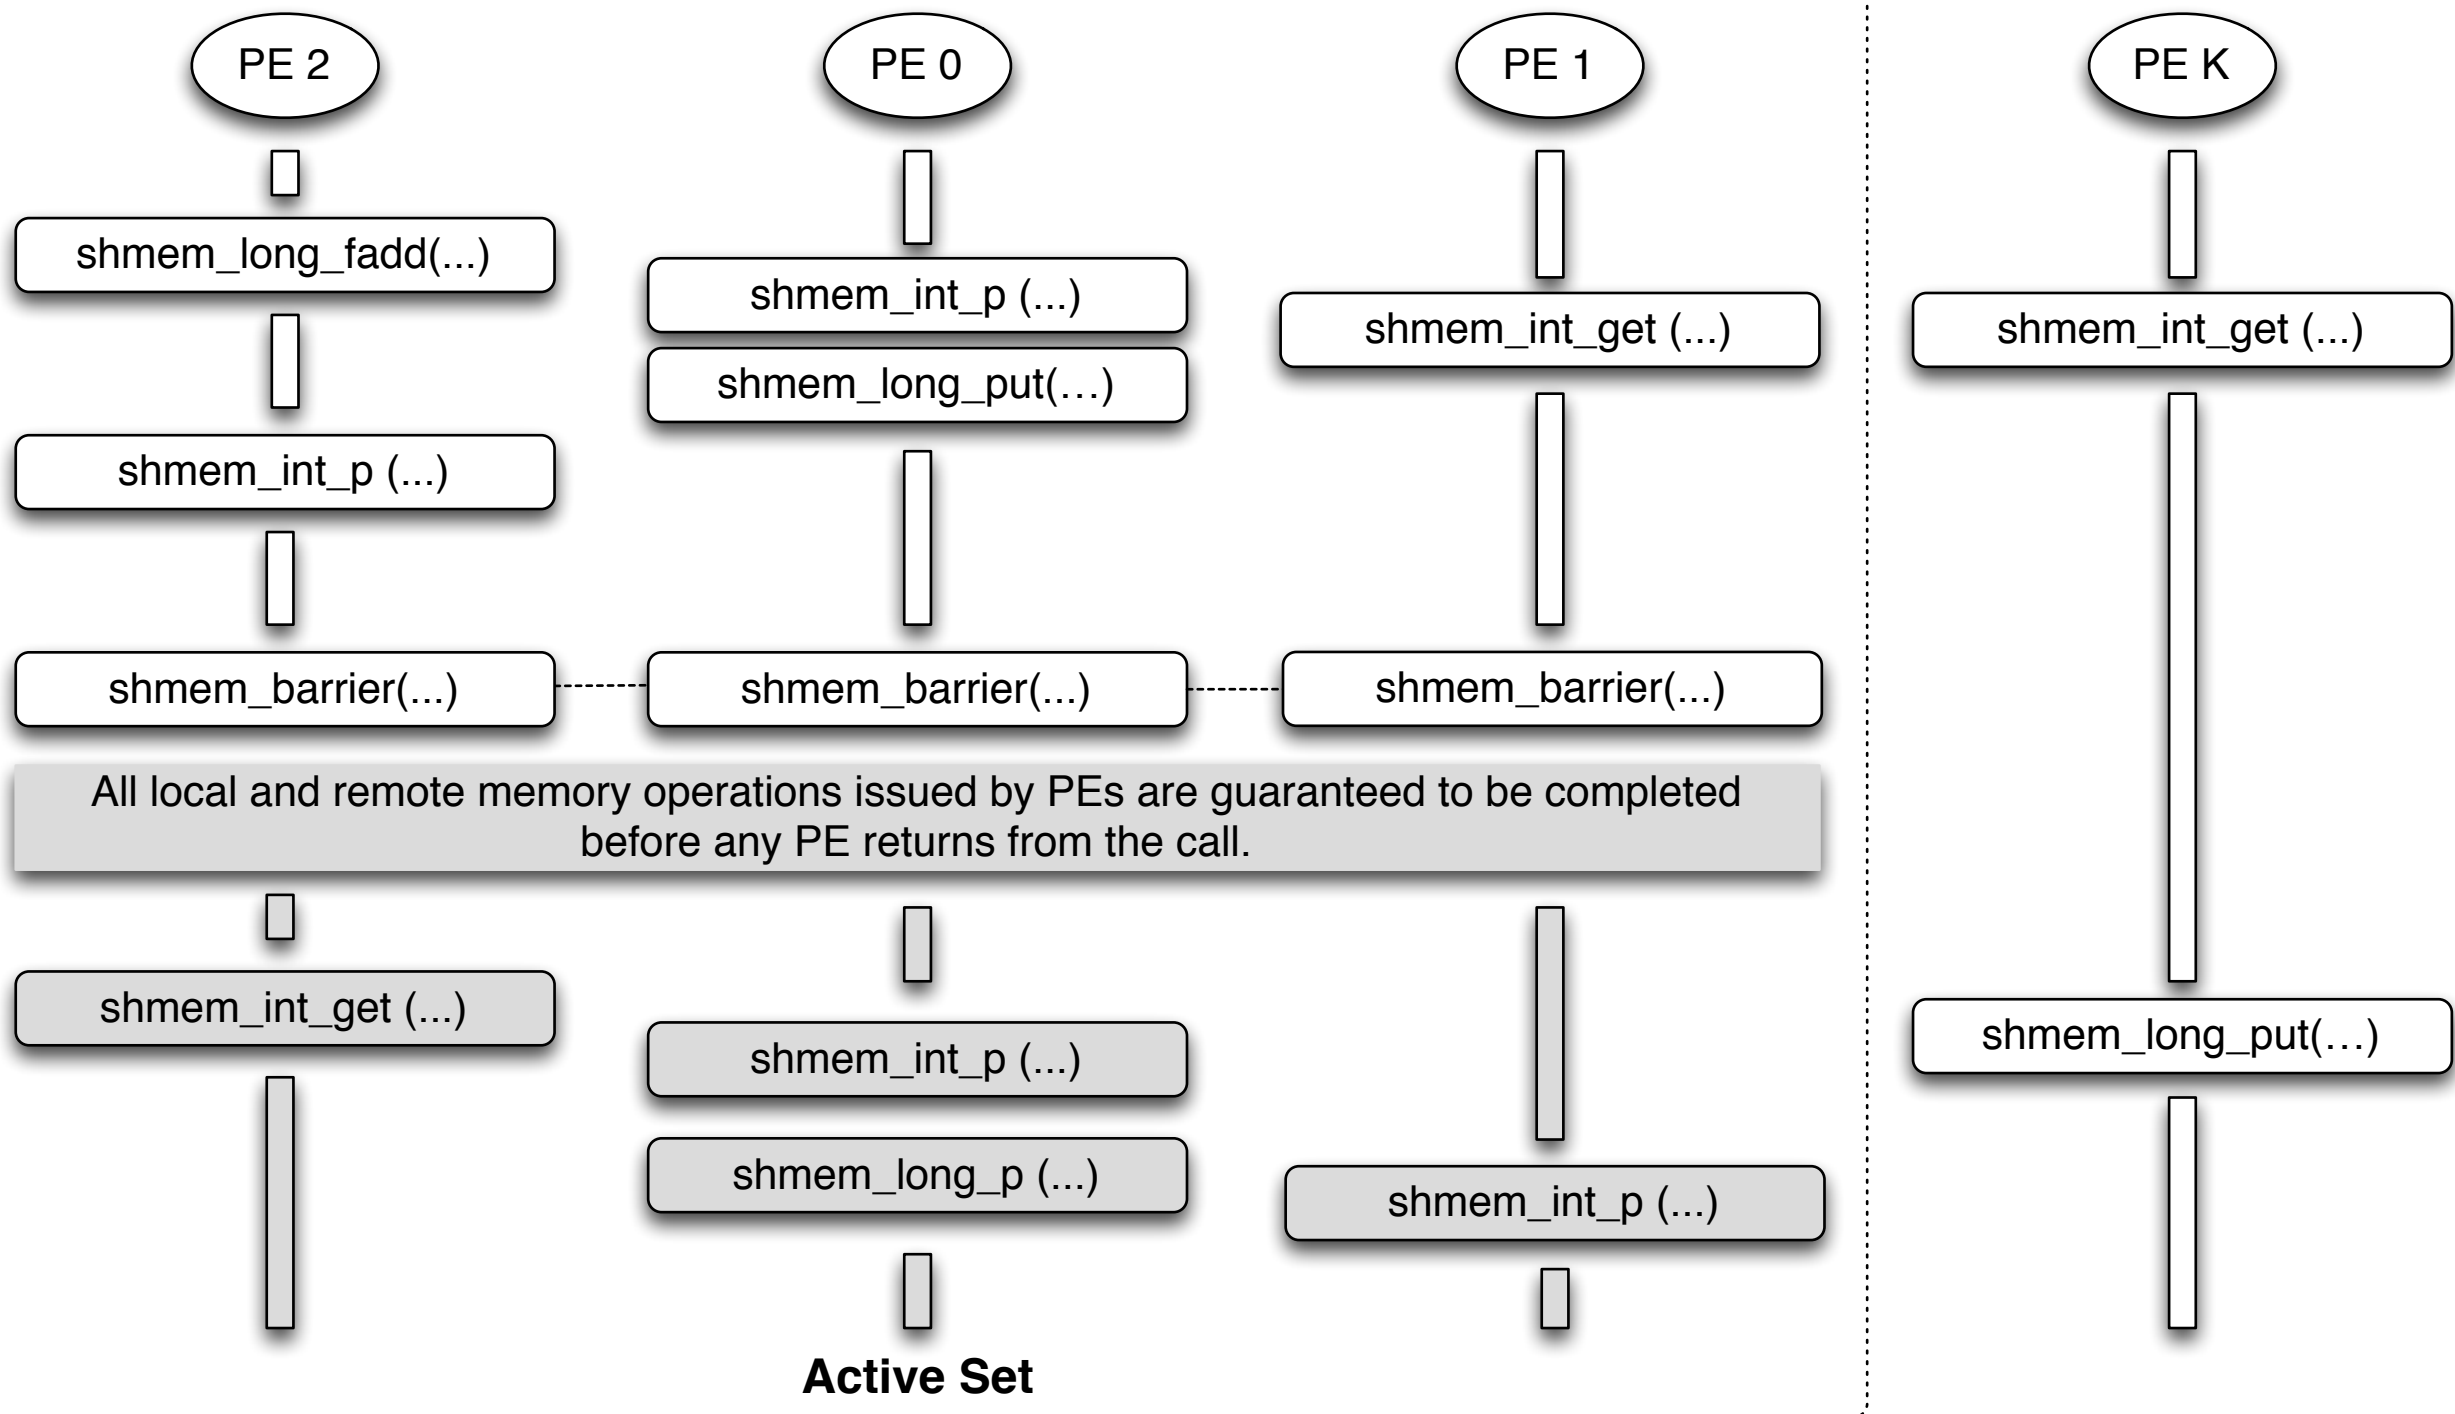 PE 2
PE 0
PE 1
PE K
shmem_long_fadd(...)
shmem_int_p (...)
shmem_int_get (...)
shmem_int_get (...)
shmem_long_put(…)
shmem_int_p (...)
shmem_barrier(...)
shmem_barrier(...)
shmem_barrier(...)
All local and remote memory operations issued by PEs are guaranteed to be completed
before any PE returns from the call.
shmem_int_get (...)
shmem_int_p (...)
shmem_long_put(…)
shmem_long_p (...)
shmem_int_p (...)
Active Set